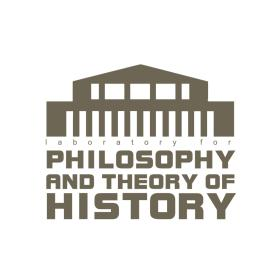 laboratory for
PHILOSOPHY
AND THEORY OF
HISTORY